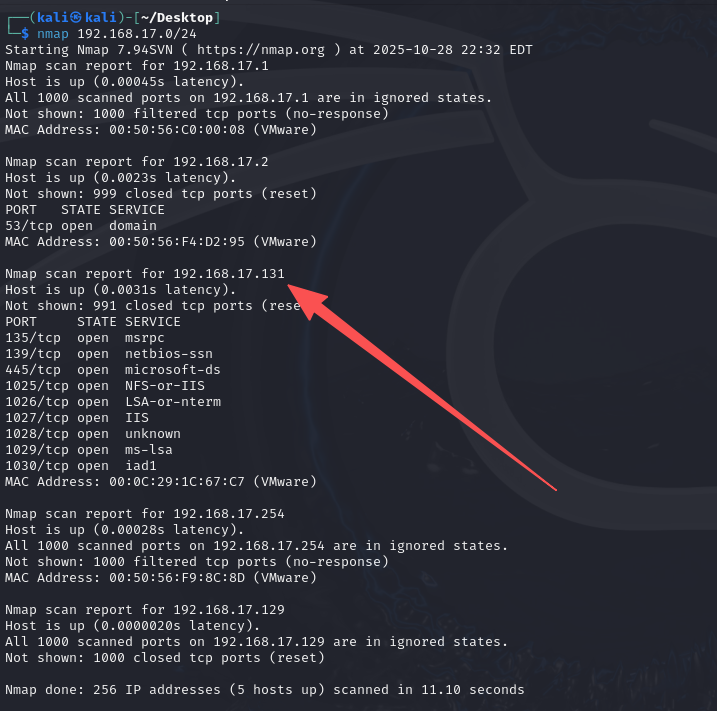 ┌──(kali㉿kali)-[~/Desktop]
└─$ nmap 192.168.17.0/24
Starting Nmap 7.94SVN ( https://nmap.org ) at 2025-10-28 22:32 EDT
Nmap scan report for 192.168.17.1
Host is up (0.00045s latency).
All 1000 scanned ports on 192.168.17.1 are in ignored states.
Not shown: 1000 filtered tcp ports (no-response)
MAC Address: 00:50:56:C0:00:08 (VMware)

Nmap scan report for 192.168.17.2
Host is up (0.0023s latency).
Not shown: 999 closed tcp ports (reset)
PORT   STATE SERVICE
53/tcp open  domain
MAC Address: 00:50:56:F4:D2:95 (VMware)

Nmap scan report for 192.168.17.131
Host is up (0.0031s latency).
Not shown: 991 closed tcp ports (rese
PORT     STATE SERVICE
135/tcp  open  msrpc
139/tcp  open  netbios-ssn
445/tcp  open  microsoft-ds
1025/tcp open  NFS-or-IIS
1026/tcp open  LSA-or-nterm
1027/tcp open  IIS
1028/tcp open  unknown
1029/tcp open  ms-lsa
1030/tcp open  iad1
MAC Address: 00:0C:29:1C:67:C7 (VMware)

Nmap scan report for 192.168.17.254
Host is up (0.00028s latency).
All 1000 scanned ports on 192.168.17.254 are in ignored states.
Not shown: 1000 filtered tcp ports (no-response)
MAC Address: 00:50:56:F9:8C:8D (VMware)

Nmap scan report for 192.168.17.129
Host is up (0.0000020s latency).
All 1000 scanned ports on 192.168.17.129 are in ignored states.
Not shown: 1000 closed tcp ports (reset)

Nmap done: 256 IP addresses (5 hosts up) scanned in 11.10 seconds